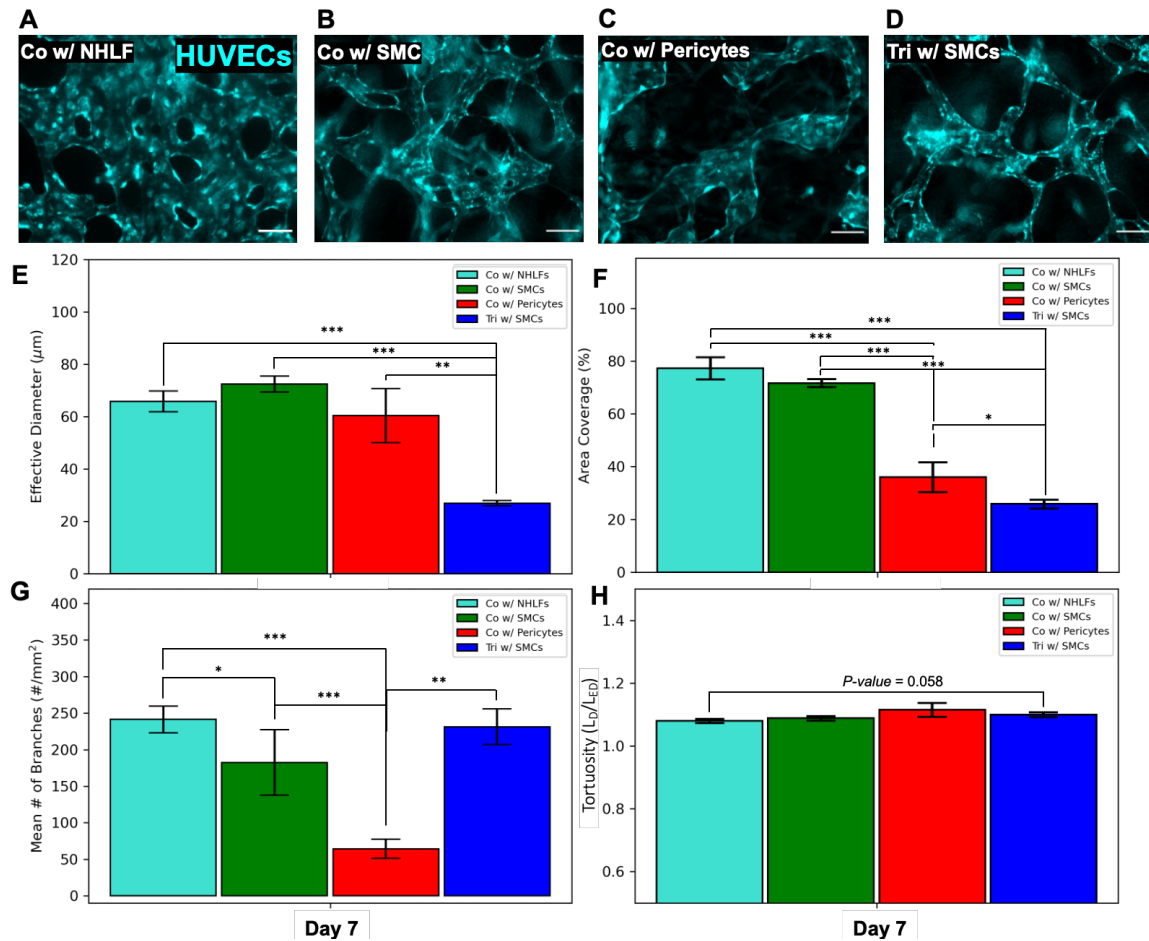 A
B
C
D
Co w/ NHLF
HUVECs
Co w/ SMC
Co w/ Pericytes
Tri w/ SMCs
E
120
100
80
60
40
20
0
Effective Diameter (μm)
Co w/ NHLFs
Co w/ SMCs
Co w/ Pericytes
Tri w/ SMCs
***
***
**
F
100
80
60
40
20
0
Area Coverage (%)
Co w/ NHLFs
Co w/ SMCs
Co w/ Pericytes
Tri w/ SMCs
***
***
***
***
*
G
400
350
300
250
200
150
100
50
0
Mean # of Branches (#/mm²)
Co w/ NHLFs
Co w/ SMCs
Co w/ Pericytes
Tri w/ SMCs
***
*
***
**
Day 7
H
1.4
1.2
1.0
0.8
0.6
Tortuosity (L_D/L_ED)
Co w/ NHLFs
Co w/ SMCs
Co w/ Pericytes
Tri w/ SMCs
P-value = 0.058
Day 7